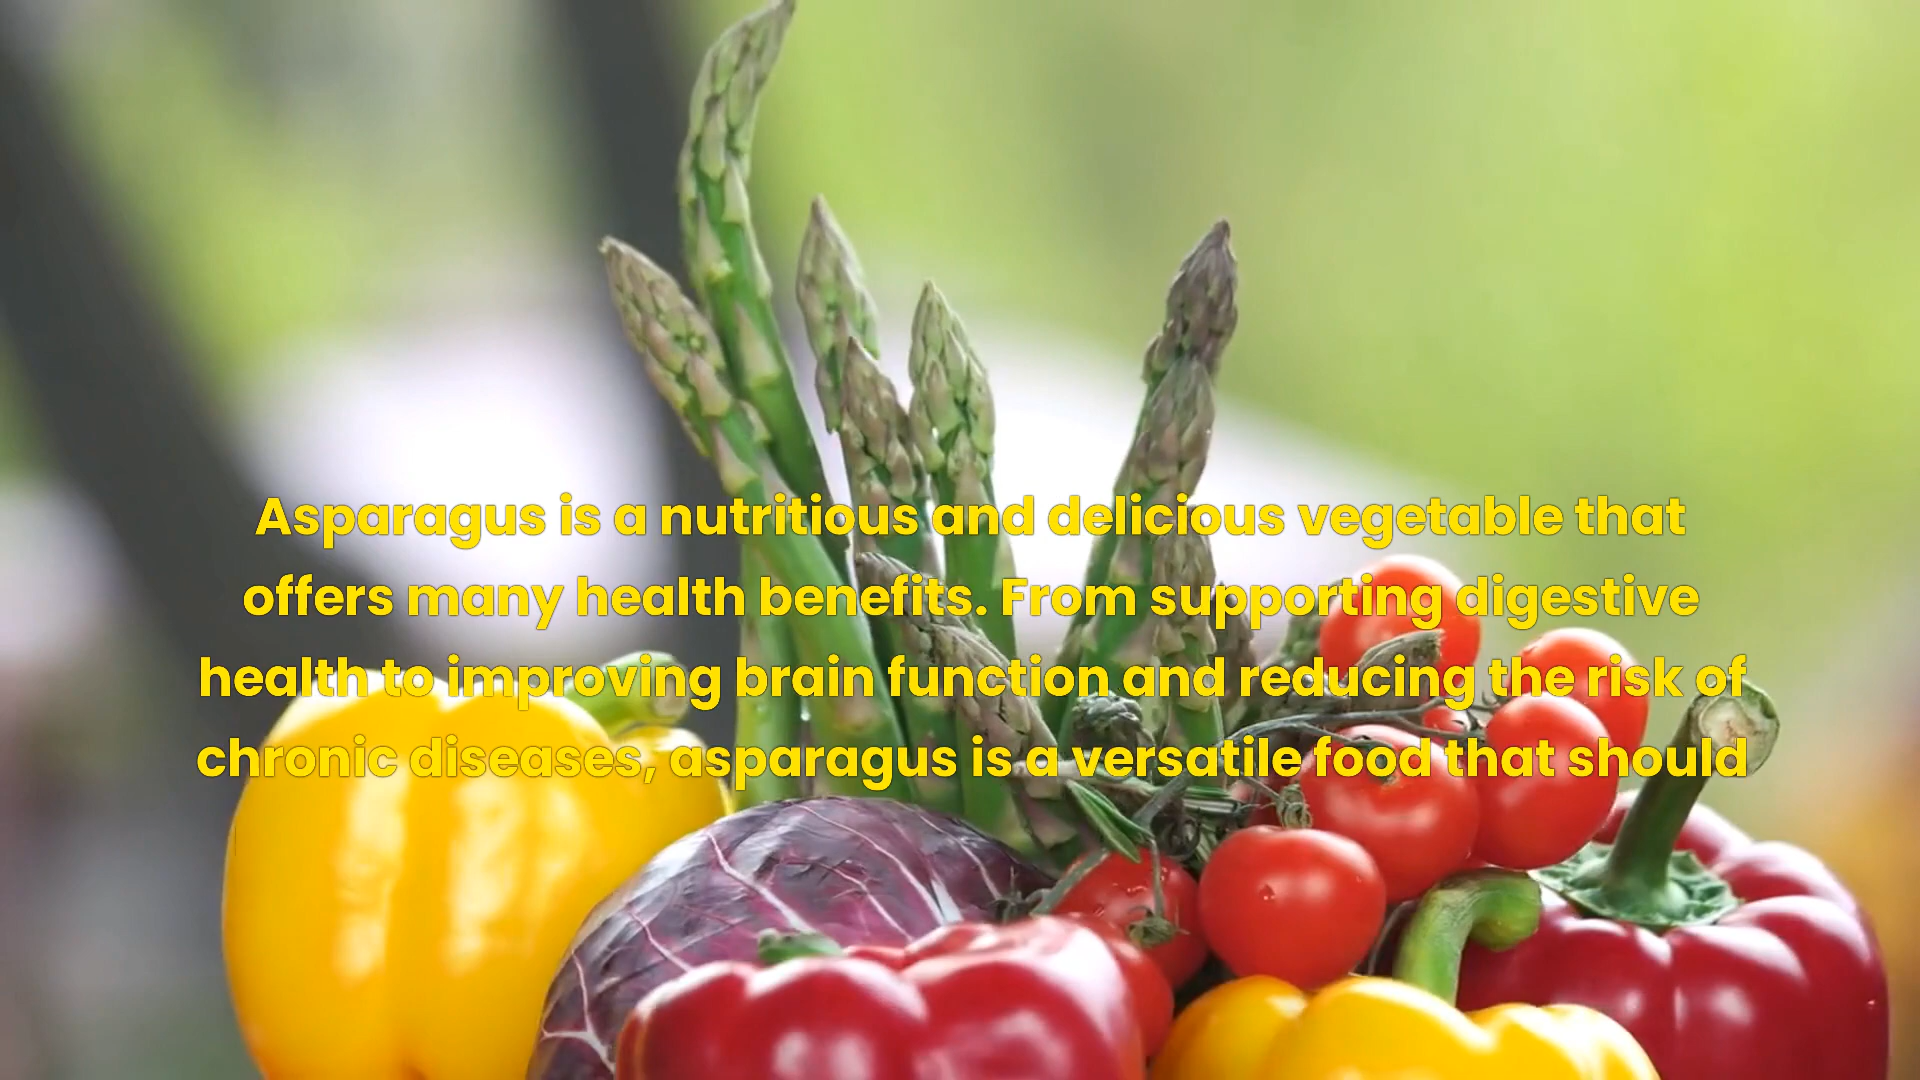 Asparagus is a nutritious and delicious vegetable that
offers many health benefits. From supporting digestive
health to improving brain function and reducing the risk of
chronic diseases, asparagus is a versatile food that should